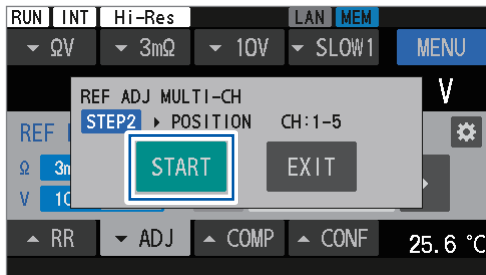 RUN INT Hi-Res LAN MEM
ΩV 3mΩ 10V SLOW1 MENU
V
REF ADJ MULTI-CH
STEP2 POSITION CH:1-5
REF
Ω 3m
V 10
START EXIT
RR ADJ COMP CONF 25.6 °C